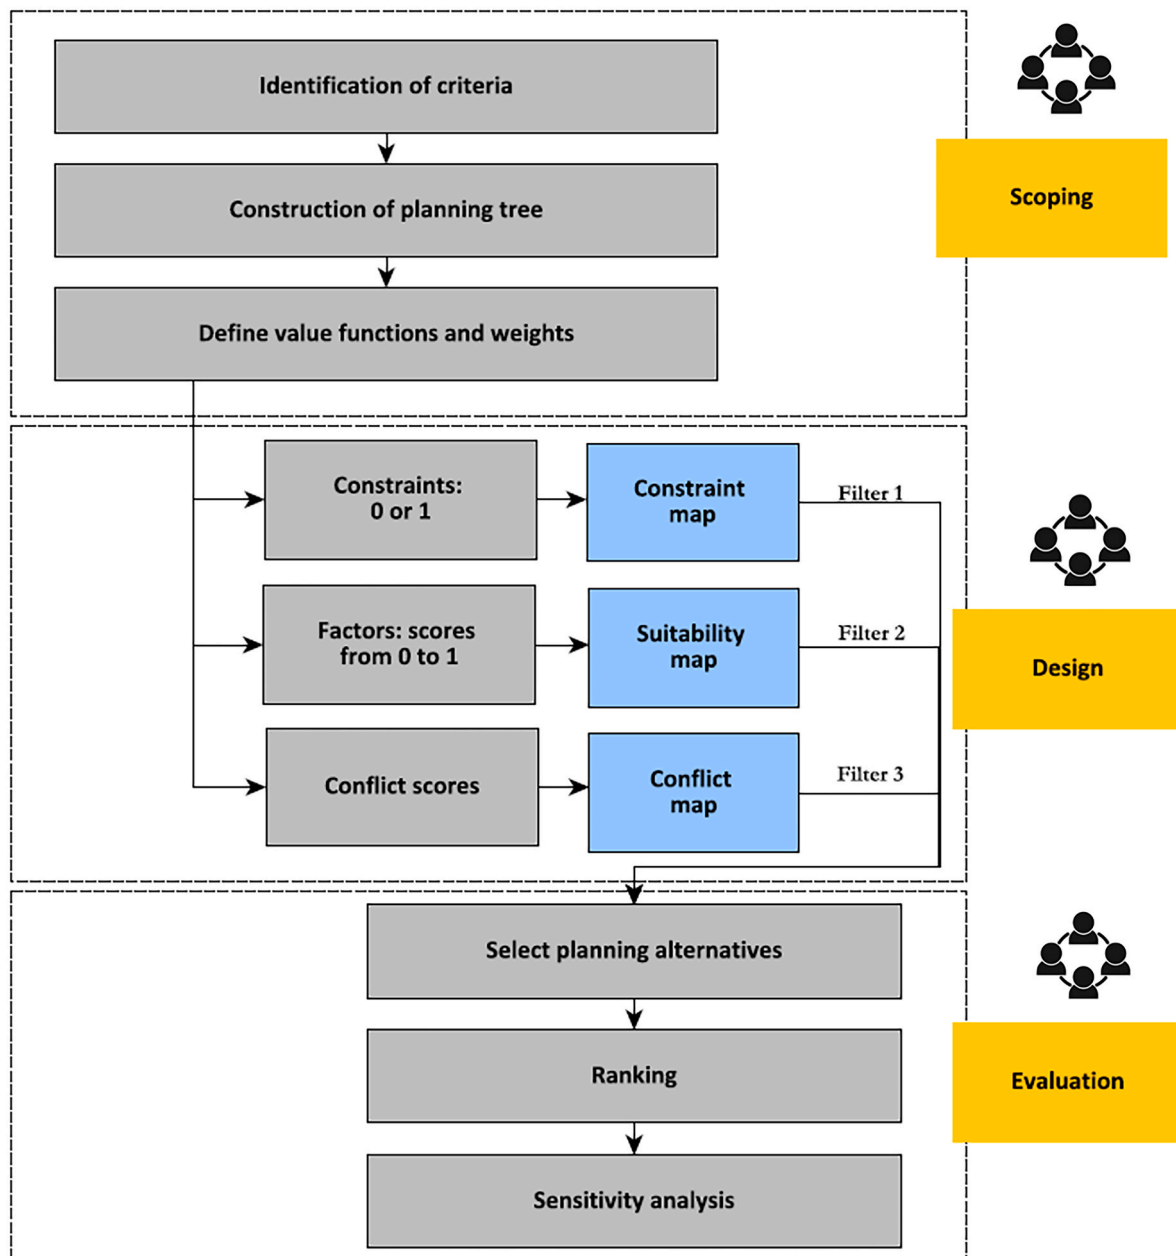 Identification of criteria
Scoping
Construction of planning tree
Define value functions and weights
Constraints:
0 or 1
Constraint
map
Filter 1
Factors: scores
from 0 to 1
Suitability
map
Filter 2
Design
Conflict scores
Conflict
map
Filter 3
Select planning alternatives
Ranking
Evaluation
Sensitivity analysis